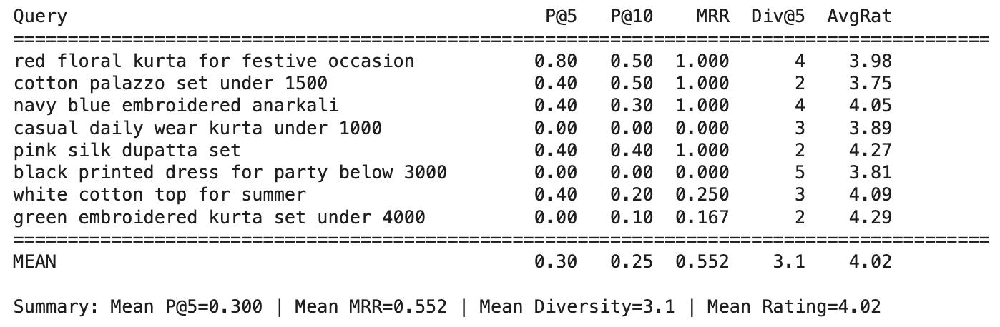 Query P@5 P@10 MRR Div@5 AvgRat
==========================================================================================
red floral kurta for festive occasion 0.80 0.50 1.000 4 3.98
cotton palazzo set under 1500 0.40 0.50 1.000 2 3.75
navy blue embroidered anarkali 0.40 0.30 1.000 4 4.05
casual daily wear kurta under 1000 0.00 0.00 0.000 3 3.89
pink silk dupatta set 0.40 0.40 1.000 2 4.27
black printed dress for party below 3000 0.00 0.00 0.000 5 3.81
white cotton top for summer 0.40 0.20 0.250 3 4.09
green embroidered kurta set under 4000 0.00 0.10 0.167 2 4.29
==========================================================================================
MEAN 0.30 0.25 0.552 3.1 4.02
Summary: Mean P@5=0.300 | Mean MRR=0.552 | Mean Diversity=3.1 | Mean Rating=4.02